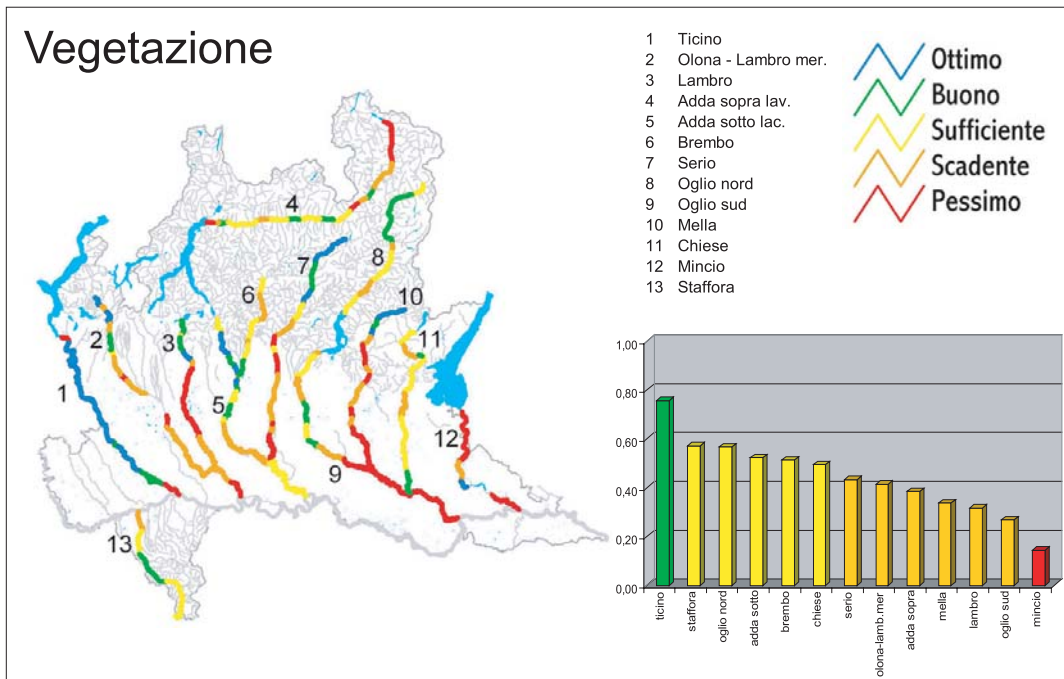 Vegetazione
1 Ticino
2 Olona - Lambro mer.
3 Lambro
4 Adda sopra lav.
5 Adda sotto lac.
6 Brembo
7 Serio
8 Oglio nord
9 Oglio sud
10 Mella
11 Chiese
12 Mincio
13 Staffora
Ottimo
Buono
Sufficiente
Scadente
Pessimo
4
8
7
6
10
2
3
11
1
5
12
9
13
1,00
0,80
0,60
0,40
0,20
0,00
ticino
staffora
oglio nord
adda sotto
brembo
chiese
serio
olona-lamb.mer
adda sopra
mella
lambro
oglio sud
mincio